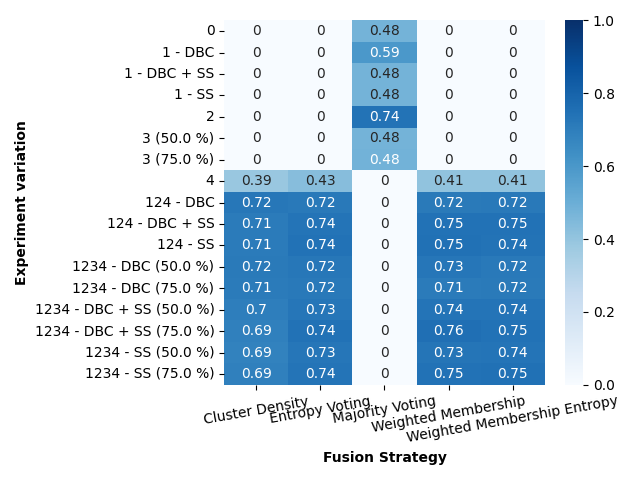 0 0 0 0.48 0 0
1 - DBC 0 0 0.59 0 0
1 - DBC + SS 0 0 0.48 0 0
1 - SS 0 0 0.48 0 0
2 0 0 0.74 0 0
3 (50.0 %) 0 0 0.48 0 0
3 (75.0 %) 0 0 0.48 0 0
4 0.39 0.43 0 0.41 0.41
124 - DBC 0.72 0.72 0 0.72 0.72
124 - DBC + SS 0.71 0.74 0 0.75 0.75
124 - SS 0.71 0.74 0 0.75 0.74
1234 - DBC (50.0 %) 0.72 0.72 0 0.73 0.72
1234 - DBC (75.0 %) 0.71 0.72 0 0.71 0.72
1234 - DBC + SS (50.0 %) 0.7 0.73 0 0.74 0.74
1234 - DBC + SS (75.0 %) 0.69 0.74 0 0.76 0.75
1234 - SS (50.0 %) 0.69 0.73 0 0.73 0.74
1234 - SS (75.0 %) 0.69 0.74 0 0.75 0.75
Cluster Density
Entropy Voting
Majority Voting
Weighted Membership
Weighted Membership Entropy
Fusion Strategy
Experiment variation
1.0
0.8
0.6
0.4
0.2
0.0